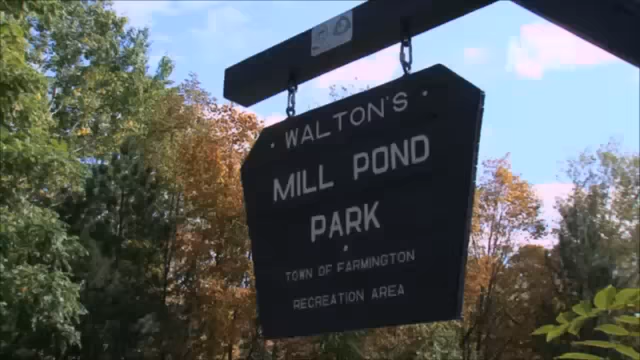 • WALTON'S •
MILL POND
PARK
•
TOWN OF FARMINGTON
RECREATION AREA